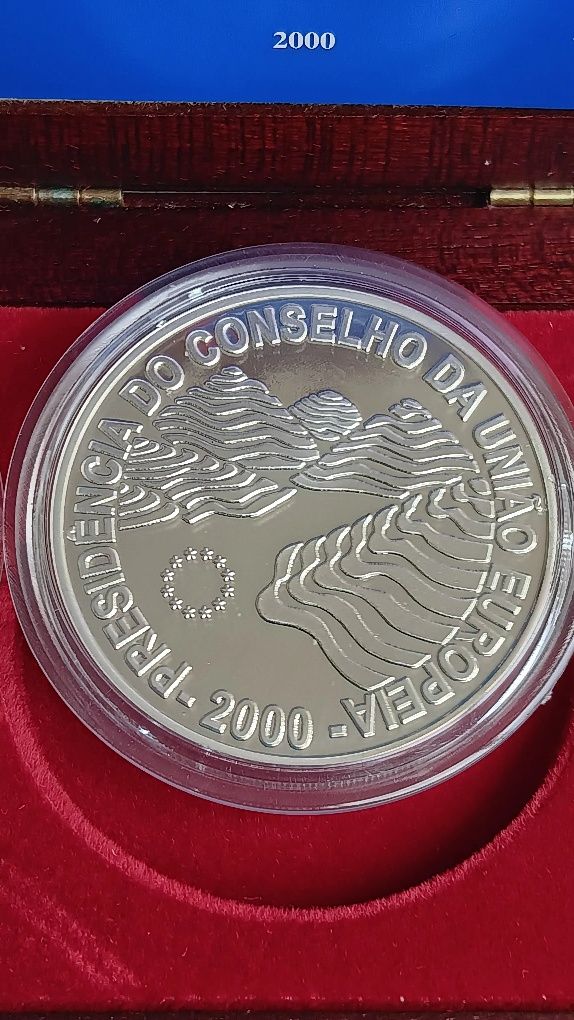 2000
PRESIDÊNCIA DO CONSELHO DA UNIÃO EUROPEIA
- 2000 -